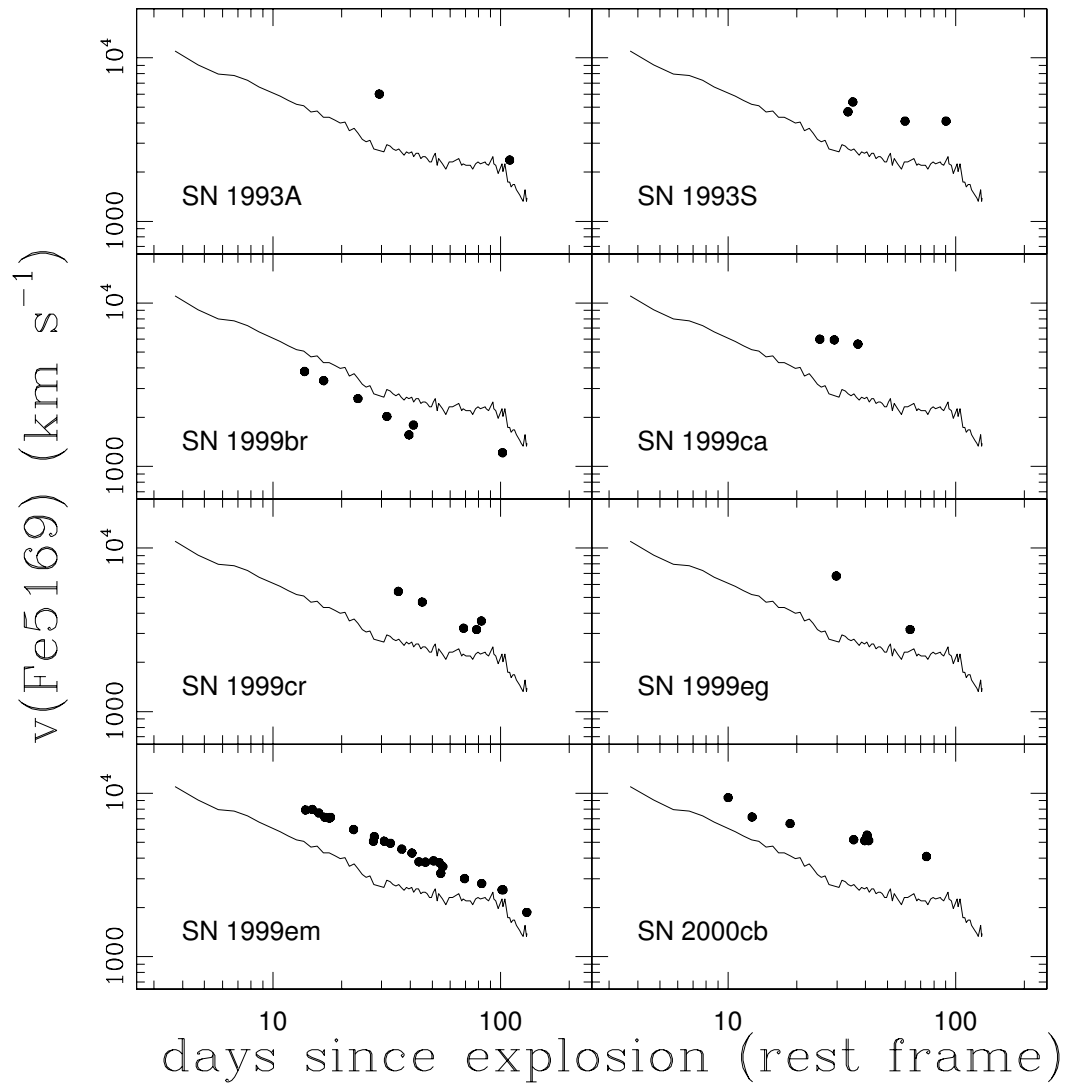 10⁴
1000
SN 1993A
SN 1993S
10⁴
1000
SN 1999br
SN 1999ca
10⁴
1000
SN 1999cr
SN 1999eg
10⁴
1000
SN 1999em
SN 2000cb
v(Fe5169) (km s⁻¹)
10 100 10 100
days since explosion (rest frame)